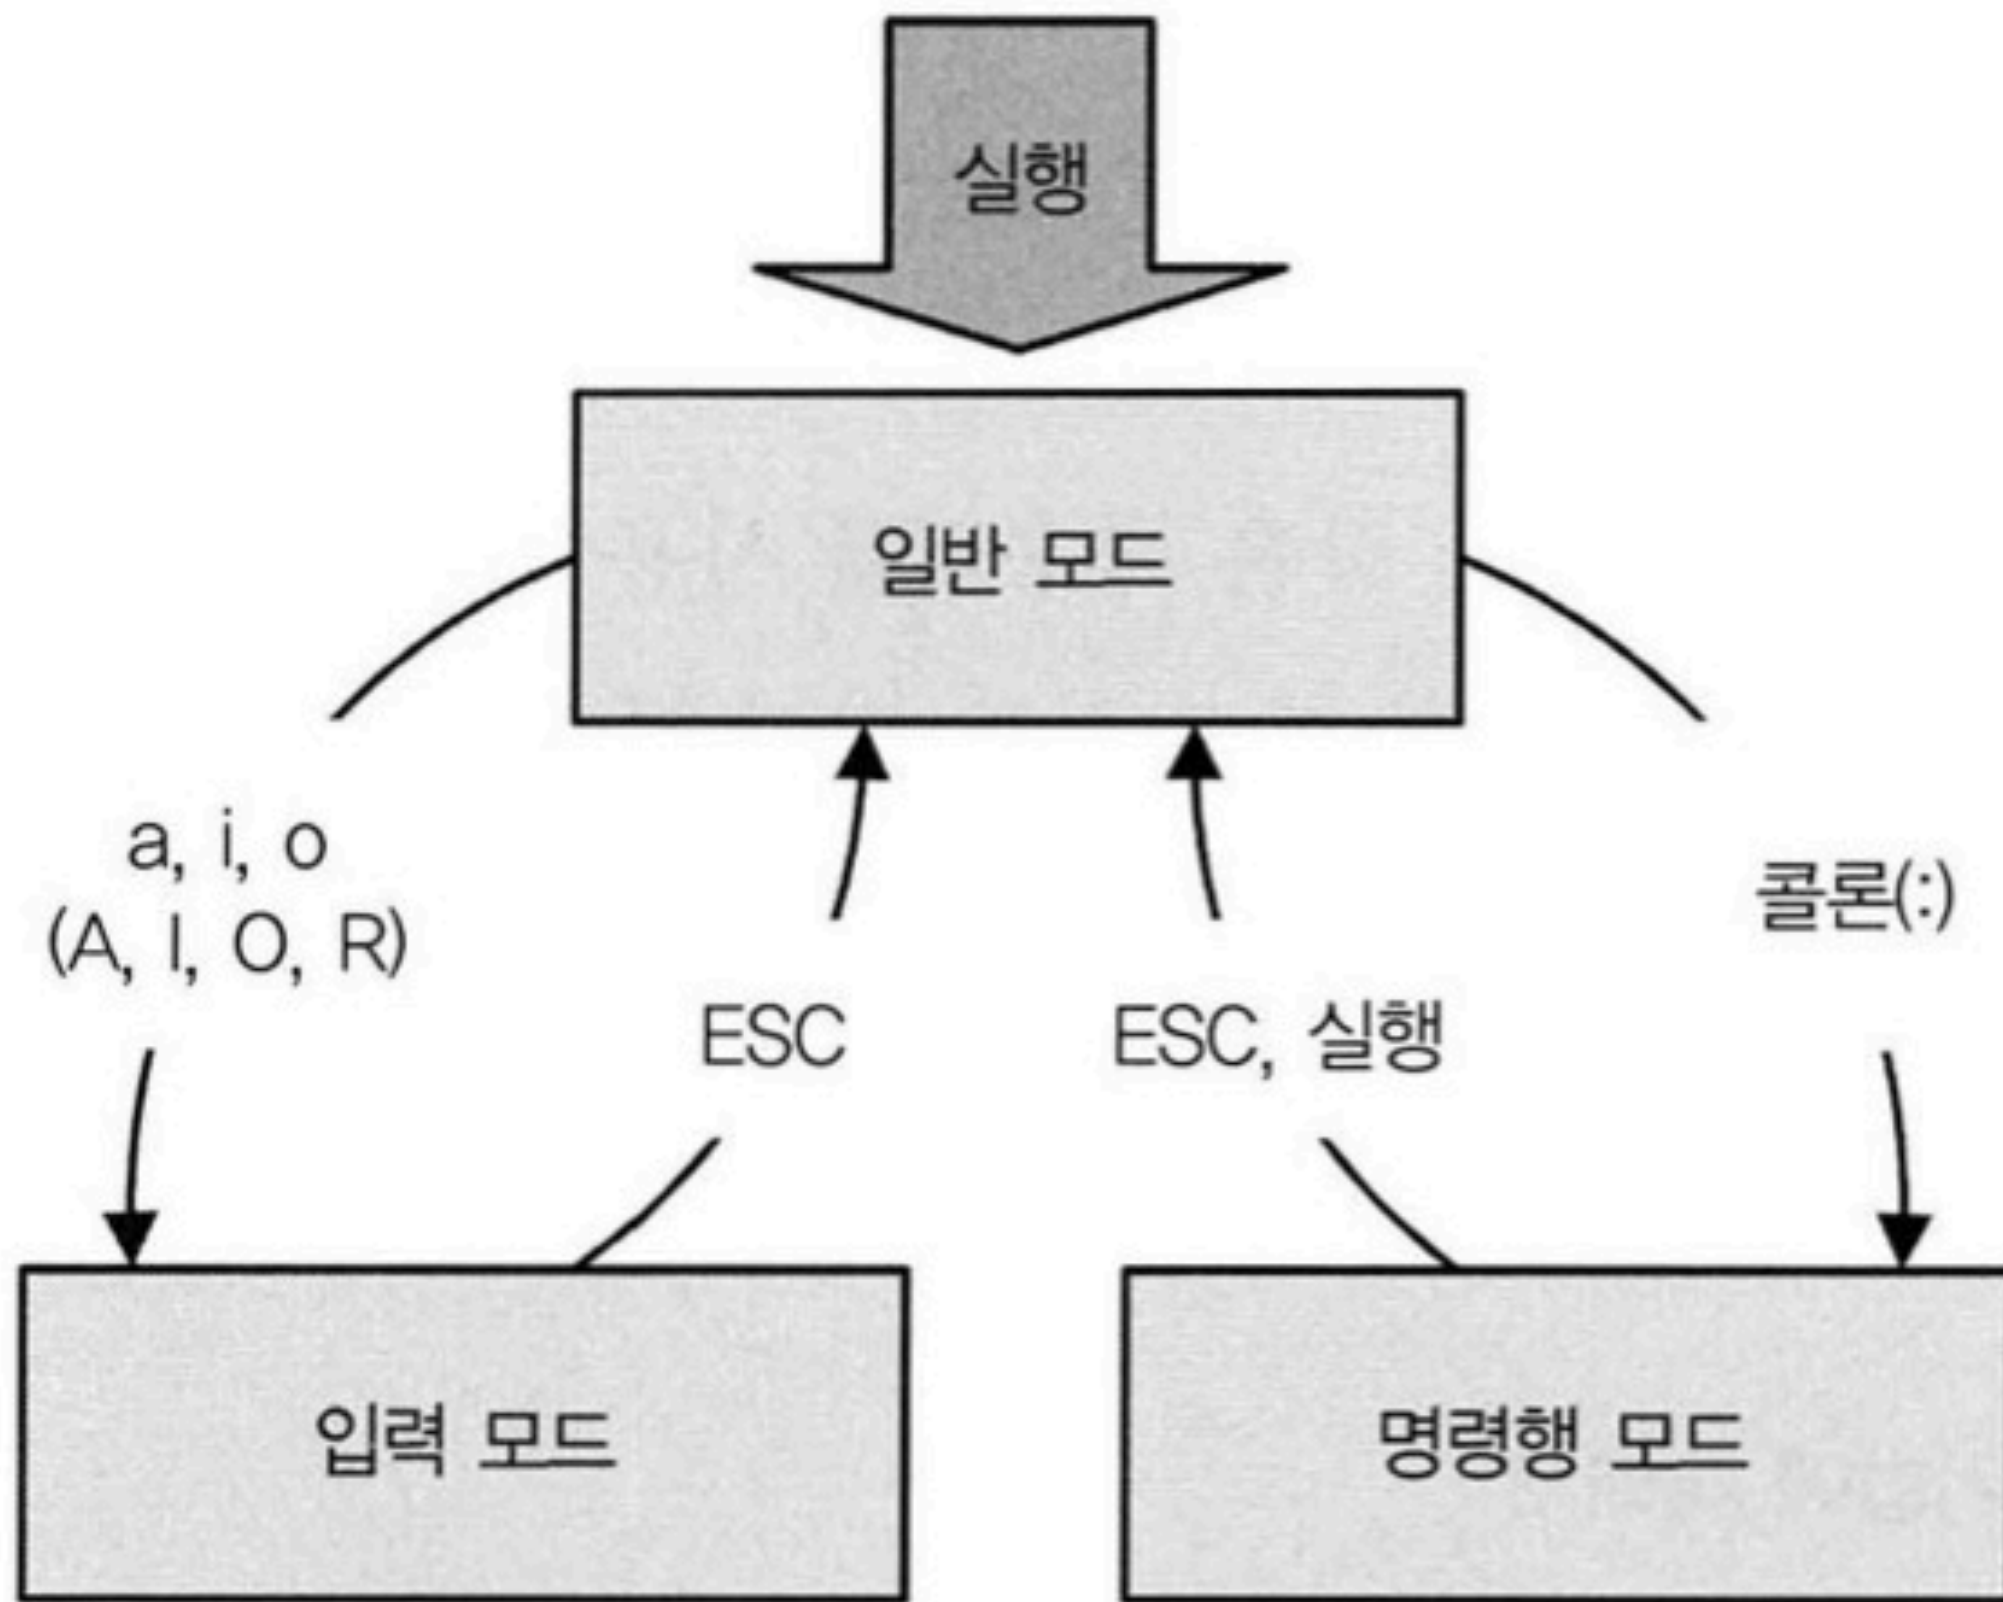 실행
일반 모드
a, i, o
(A, I, O, R)
콜론(:)
ESC
ESC, 실행
입력 모드
명령행 모드